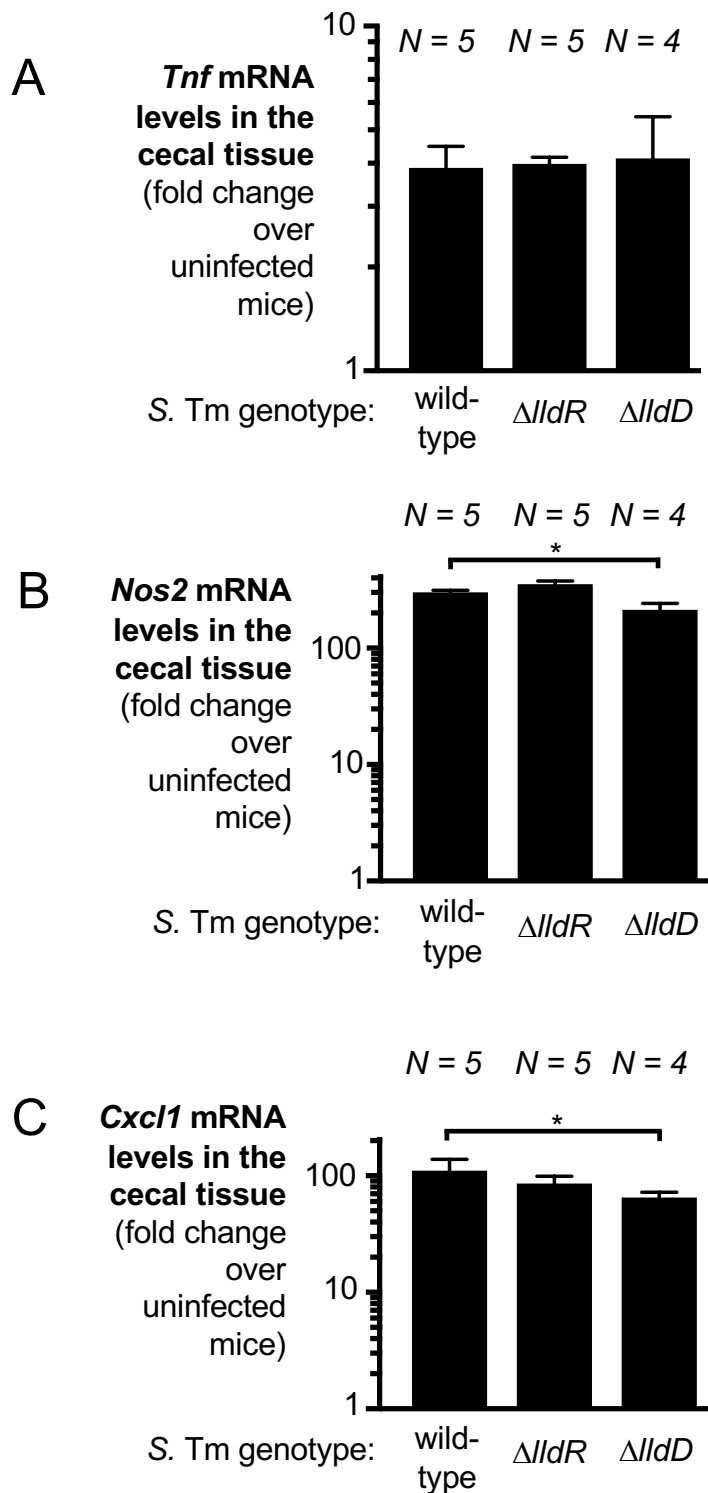 A
Tnf mRNA
levels in the
cecal tissue
(fold change
over
uninfected
mice)
10
1
N = 5 N = 5 N = 4
S. Tm genotype: wild-
type ΔlldR ΔlldD
B
Nos2 mRNA
levels in the
cecal tissue
(fold change
over
uninfected
mice)
N = 5 N = 5 N = 4
*
100
10
1
S. Tm genotype: wild-
type ΔlldR ΔlldD
C
Cxcl1 mRNA
levels in the
cecal tissue
(fold change
over
uninfected
mice)
N = 5 N = 5 N = 4
*
100
10
1
S. Tm genotype: wild-
type ΔlldR ΔlldD